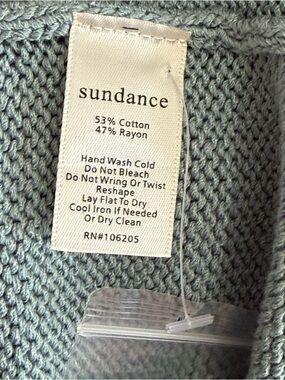 sundance
53% Cotton
47% Rayon
Hand Wash Cold
Do Not Bleach
Do Not Wring Or Twist
Reshape
Lay Flat To Dry
Cool Iron If Needed
Or Dry Clean
RN#106205